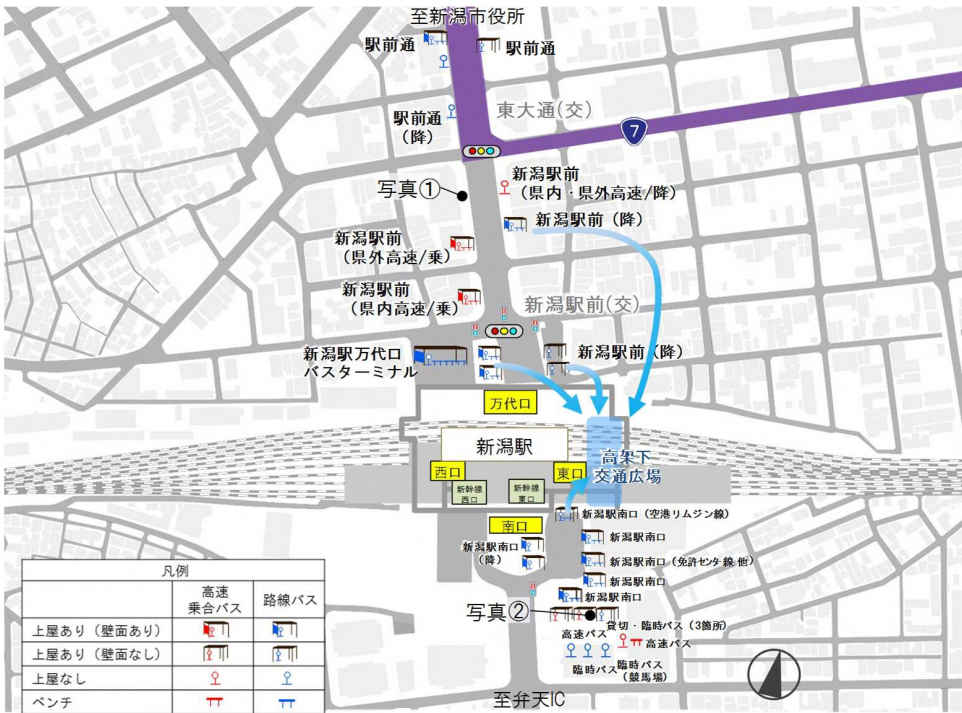 至新潟市役所
駅前通
駅前通
駅前通
(降)
東大通(交)
7
写真①
新潟駅前
(県内・県外高速/降)
新潟駅前(降)
新潟駅前
(県外高速/乗)
新潟駅前
(県内高速/乗)
新潟駅前(交)
新潟駅万代口
バスターミナル
新潟駅前(降)
万代口
新潟駅
西口
東口
新幹線
西口
新幹線
東口
高架下
交通広場
南口
新潟駅南口(空港リムジン線)
新潟駅南口
新潟駅南口
(降)
新潟駅南口(免許センター線他)
新潟駅南口
新潟駅南口
写真②
貸切・臨時バス(3箇所)
高速バス
高速バス
臨時バス
臨時バス
(競馬場)
至弁天IC
凡例
高速
乗合バス
路線バス
上屋あり(壁面あり)
上屋あり(壁面なし)
上屋なし
ベンチ